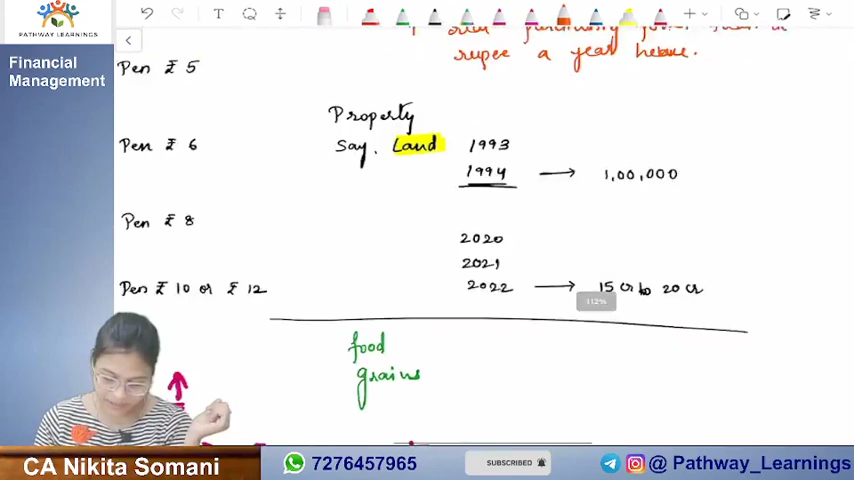 PATHWAY LEARNINGS
Financial
Management
rupee a year hence.
Pen ₹ 5
Property
Pen ₹ 6
Say. Land 1993
1994 → 1,00,000
Pen ₹ 8
2020
2021
Pen ₹ 10 or ₹ 12
2022 → 15 Cr to 20 Cr
112%
food
grains
CA Nikita Somani
7276457965
SUBSCRIBED
@ Pathway_Learnings